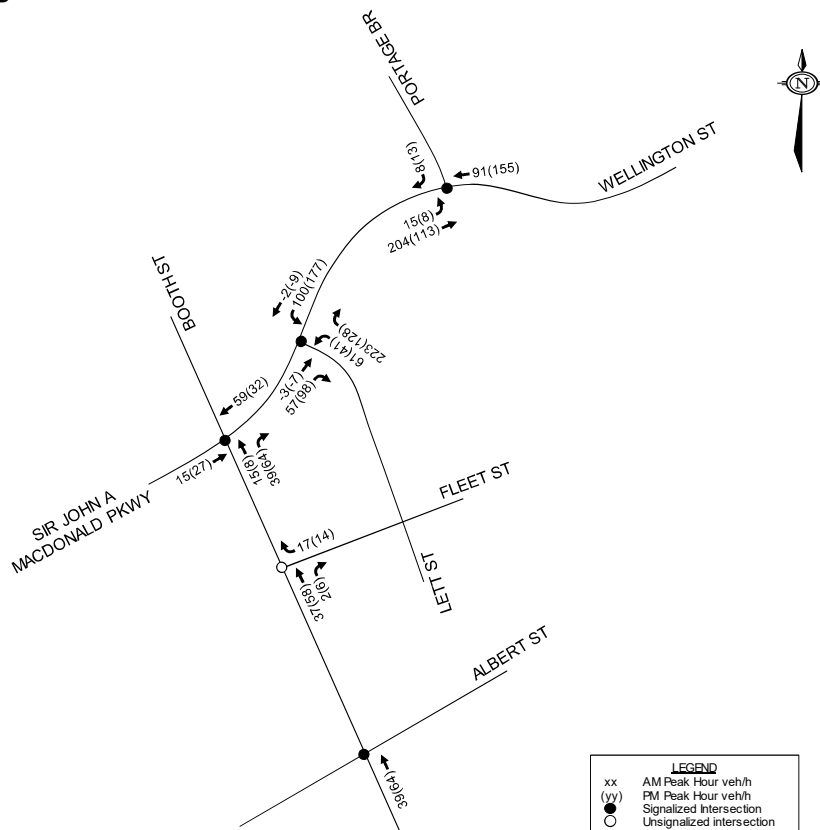 PORTAGE BR
N
WELLINGTON ST
8(13)
91(155)
15(8)
204(113)
BOOTH ST
-2(-9)
100(177)
223(128)
61(41)
59(32)
-3(-7)
57(98)
39(64)
15(8)
15(27)
SIR JOHN A
MACDONALD PKWY
FLEET ST
17(14)
2(6)
37(58)
LETT ST
ALBERT ST
39(64)
LEGEND
xx AM Peak Hour veh/h
(yy) PM Peak Hour veh/h
Signalized Intersection
Unsignalized intersection